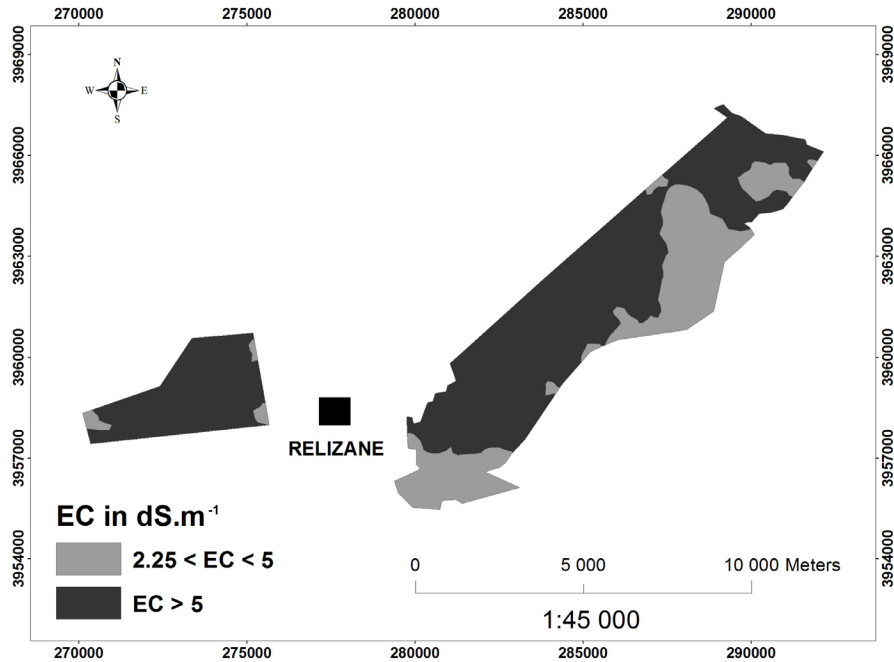 270000 275000 280000 285000 290000
3969000 3969000
N
W E
S
3966000 3966000
3963000 3963000
3960000 3960000
RELIZANE
3957000 3957000
EC in dS.m⁻¹
2.25 < EC < 5
3954000 3954000
0 5 000 10 000 Meters
EC > 5
1:45 000
270000 275000 280000 285000 290000